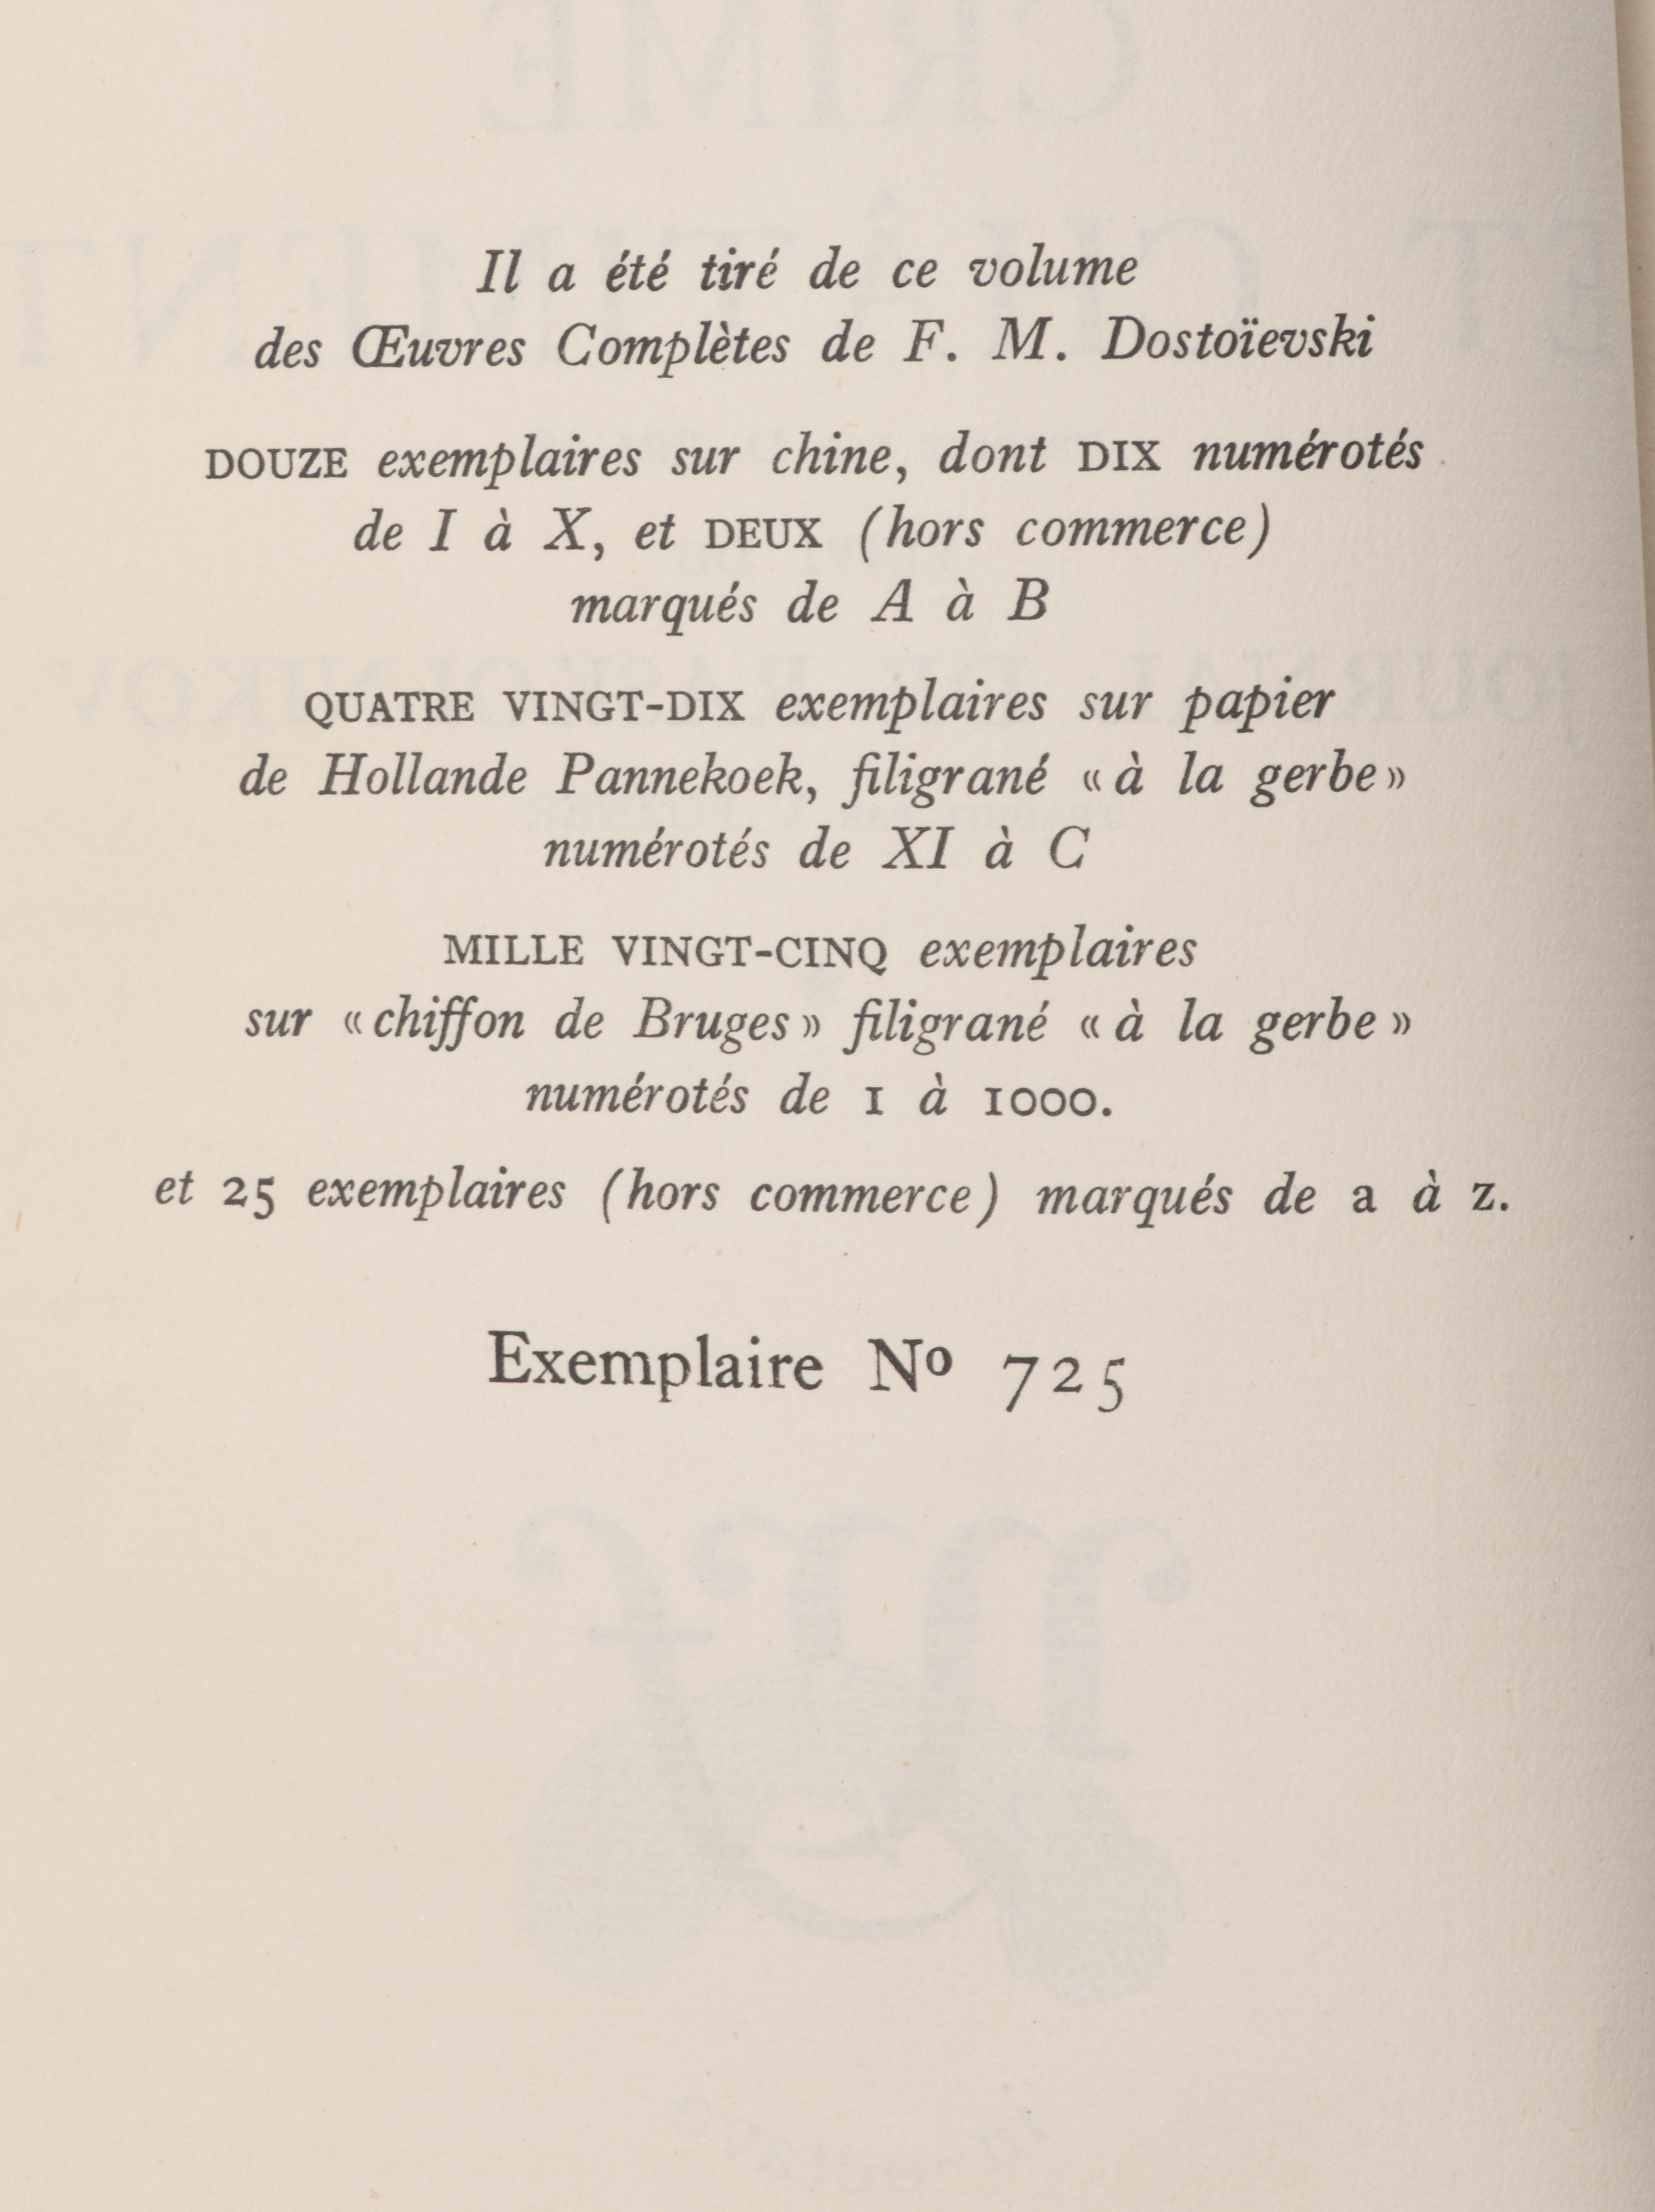 Il a été tiré de ce volume
des Œuvres Complètes de F. M. Dostoïevski
DOUZE exemplaires sur chine, dont DIX numérotés
de I à X, et DEUX (hors commerce)
marqués de A à B
QUATRE VINGT-DIX exemplaires sur papier
de Hollande Pannekoek, filigrané « à la gerbe »
numérotés de XI à C
MILLE VINGT-CINQ exemplaires
sur « chiffon de Bruges » filigrané « à la gerbe »
numérotés de 1 à 1000.
et 25 exemplaires (hors commerce) marqués de a à z.
Exemplaire Nº 725